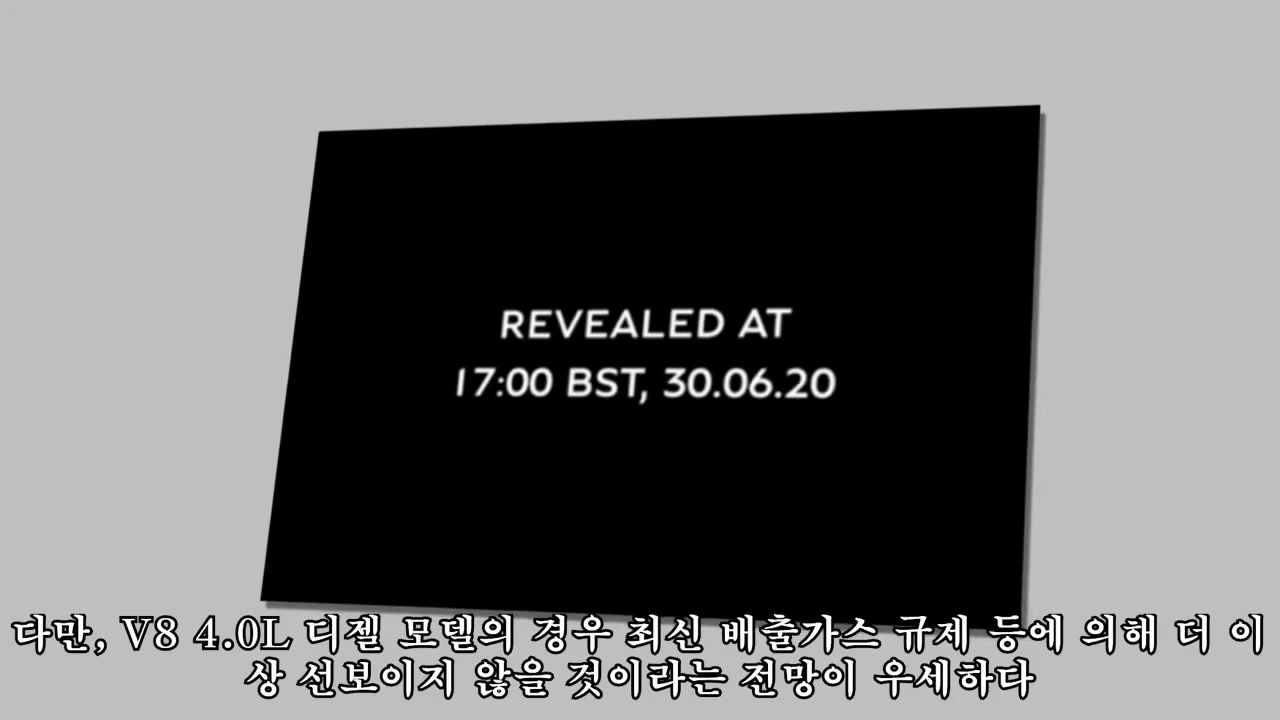 REVEALED AT
17:00 BST, 30.06.20
다만, V8 4.0L 디젤 모델의 경우 최신 배출가스 규제 등에 의해 더 이
상 선보이지 않을 것이라는 전망이 우세하다